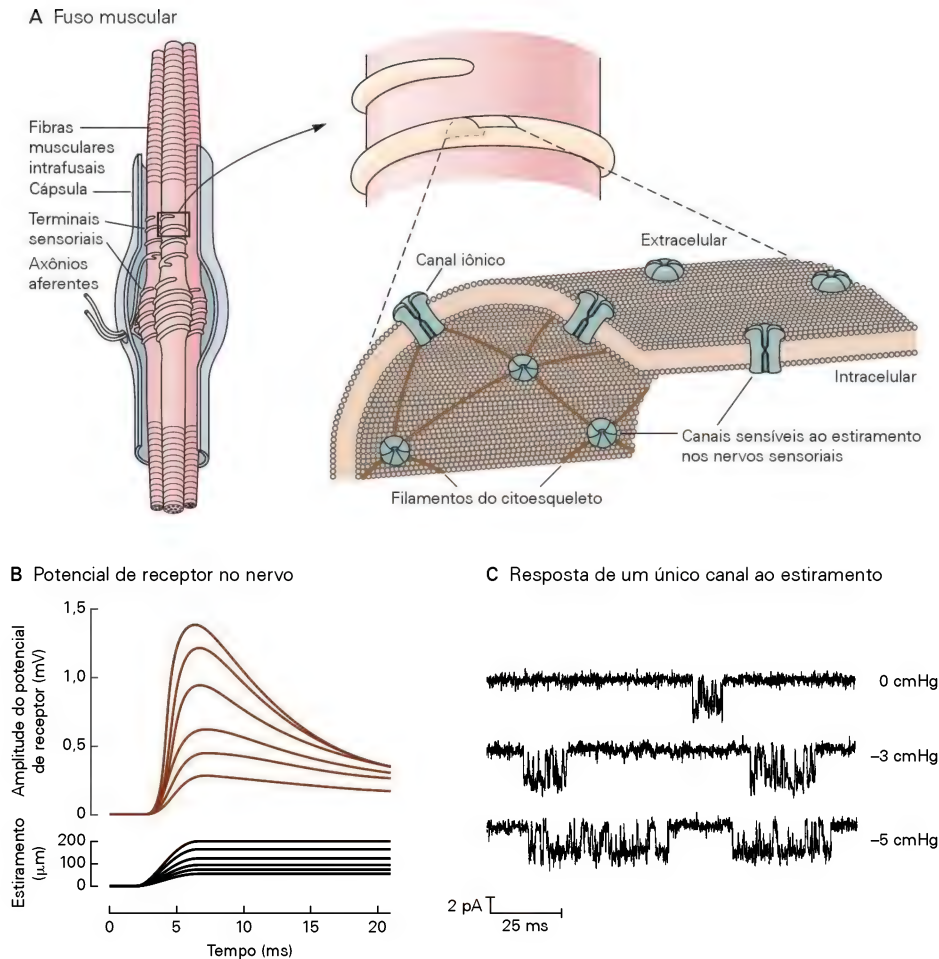 A Fuso muscular
Fibras
musculares
intrafusais
Cápsula
Terminais
sensoriais
Axônios
aferentes
Canal iônico
Extracelular
Intracelular
Canais sensíveis ao estiramento
nos nervos sensoriais
Filamentos do citoesqueleto
B Potencial de receptor no nervo
Amplitude do potencial
de receptor (mV)
1,5
1,0
0,5
0
Estiramento
(μm)
200
100
0
0 5 10 15 20
Tempo (ms)
C Resposta de um único canal ao estiramento
0 cmHg
–3 cmHg
–5 cmHg
2 pA
25 ms